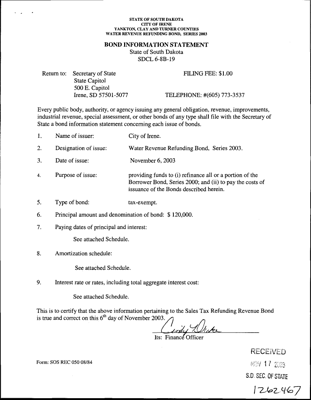 STATE OF SOUTH DAKOTA
CITY OF IRENE
YANKTON, CLAY AND TURNER COUNTIES
WATER REVENUE REFUNDING BOND, SERIES 2003
BOND INFORMATION STATEMENT
State of South Dakota
SDCL 6-8B-19
Return to: Secretary of State FILING FEE: $1.00
State Capitol
500 E. Capitol
Irene, SD 57501-5077 TELEPHONE: #(605) 773-3537
Every public body, authority, or agency issuing any general obligation, revenue, improvements,
industrial revenue, special assessment, or other bonds of any type shall file with the Secretary of
State a bond information statement concerning each issue of bonds.
1. Name of issuer: City of Irene.
2. Designation of issue: Water Revenue Refunding Bond, Series 2003.
3. Date of issue: November 6, 2003
4. Purpose of issue: providing funds to (i) refinance all or a portion of the
Borrower Bond, Series 2000; and (ii) to pay the costs of
issuance of the Bonds described herein.
5. Type of bond: tax-exempt.
6. Principal amount and denomination of bond: $ 120,000.
7. Paying dates of principal and interest:
See attached Schedule.
8. Amortization schedule:
See attached Schedule.
9. Interest rate or rates, including total aggregate interest cost:
See attached Schedule.
This is to certify that the above information pertaining to the Sales Tax Refunding Revenue Bond
is true and correct on this 6th day of November 2003.
Its: Finance Officer
RECEIVED
NOV 17 2003
S.D. SEC. OF STATE
Form: SOS REC 050 08/84
1262467